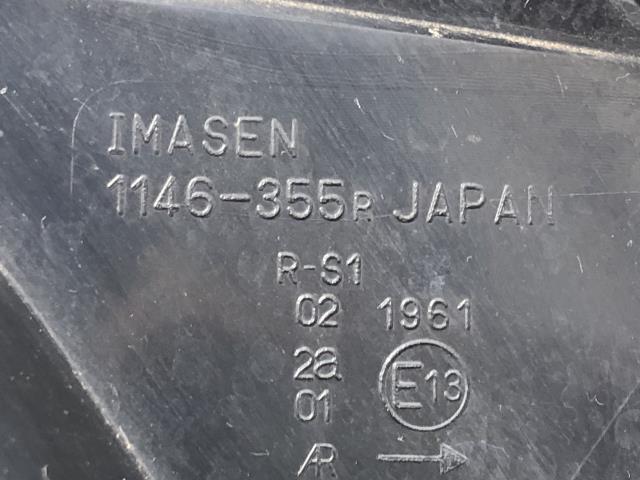 IMASEN
1146-355R JAPAN
R-S1
02 1961
2a
01
E13
AR →